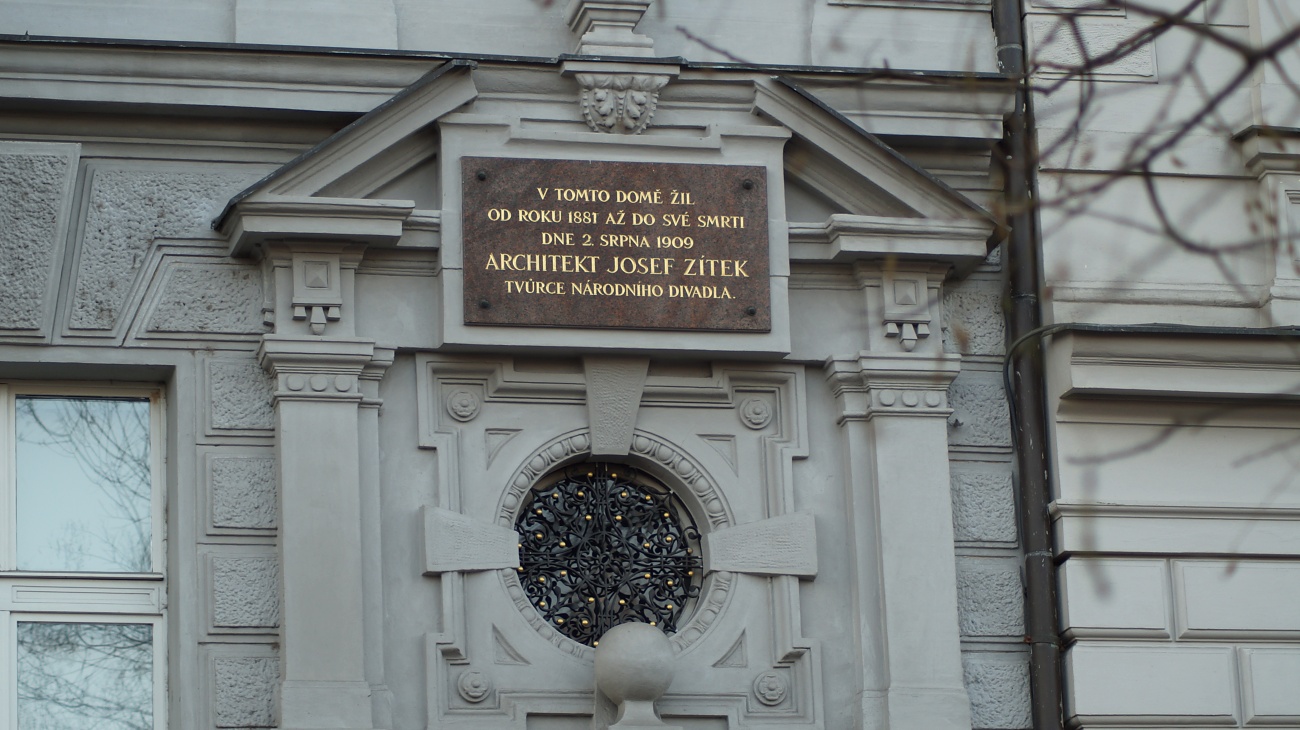 V TOMTO DOMĚ ŽIL
OD ROKU 1881 AŽ DO SVÉ SMRTI
DNE 2. SRPNA 1909
ARCHITEKT JOSEF ZÍTEK
TVŮRCE NÁRODNÍHO DIVADLA.